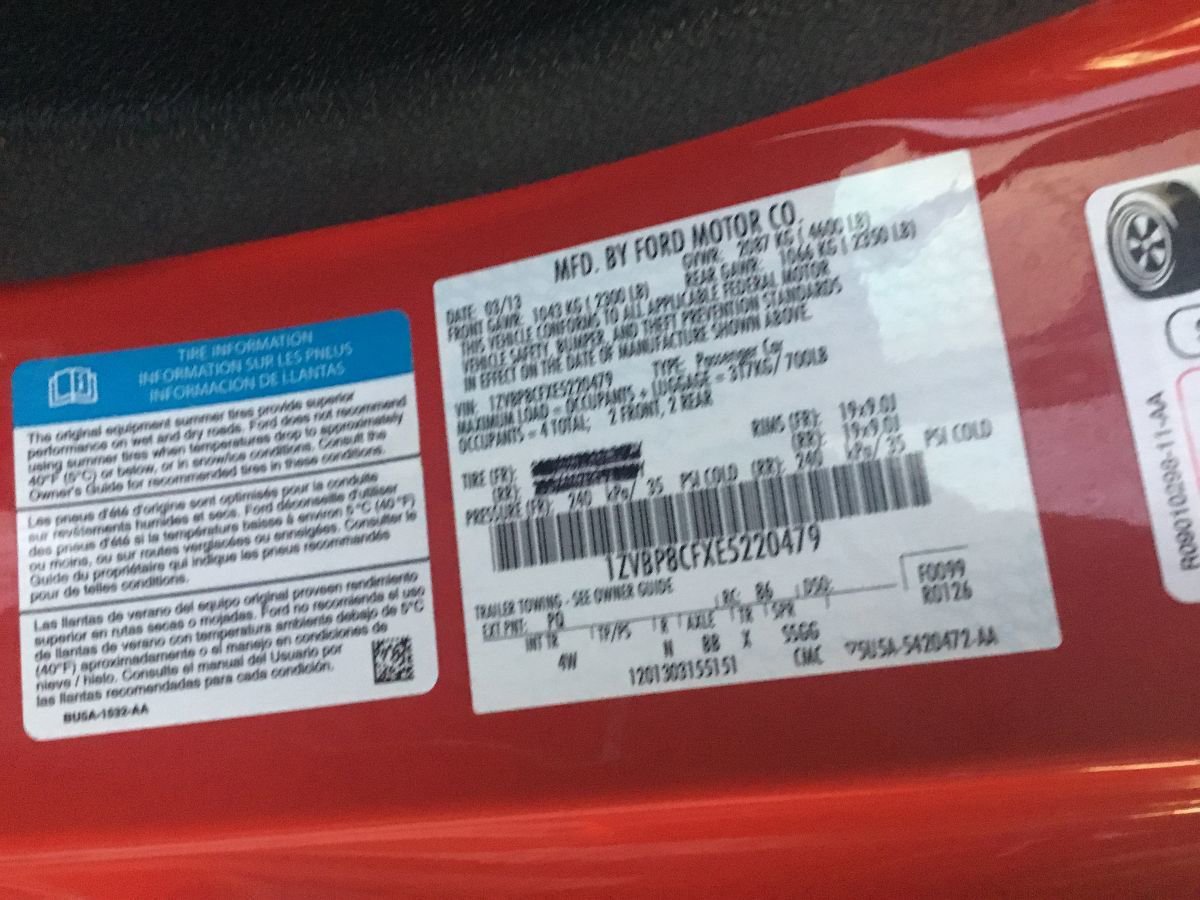 TIRE INFORMATION
INFORMATION SUR LES PNEUS
INFORMACIÓN DE LLANTAS
The original equipment summer tires provide superior
performance on wet and dry roads. Ford does not recommend
using summer tires when temperatures drop to approximately
40°F (5°C) or below, or in snow/ice conditions. Consult the
Owner's Guide for recommended tires in these conditions.
Les pneus d'été d'origine sont optimisés pour la conduite
sur revêtements humides et secs. Ford déconseille d'utiliser
des pneus d'été si la température baisse à environ 5°C (40°F)
ou moins, ou sur routes verglacées ou enneigées. Consulter le
Guide du propriétaire qui indique les pneus recommandés
pour de telles conditions.
Las llantas de verano del equipo original proveen rendimiento
superior en rutas secas o mojadas. Ford no recomienda el uso
de llantas de verano con temperatura ambiente debajo de 5°C
(40°F) aproximadamente o el manejo en condiciones de
nieve / hielo. Consulte el manual del Usuario por
las llantas recomendadas para cada condición.
BU5A-1532-AA
MFD. BY FORD MOTOR CO.
DATE: 03/13 GVWR: 2087 KG ( 4600 LB)
FRONT GAWR: 1043 KG ( 2300 LB) REAR GAWR: 1066 KG ( 2350 LB)
THIS VEHICLE CONFORMS TO ALL APPLICABLE FEDERAL MOTOR
VEHICLE SAFETY, BUMPER, AND THEFT PREVENTION STANDARDS
IN EFFECT ON THE DATE OF MANUFACTURE SHOWN ABOVE.
VIN: 1ZVBP8CFXE5220479 TYPE: Passenger Car
MAXIMUM LOAD = OCCUPANTS + LUGGAGE = 317KG/ 700LB
OCCUPANTS = 4 TOTAL; 2 FRONT, 2 REAR
TIRE (FR): RIMS (FR): 19x9.0J
(RR): (RR): 19x9.0J
PRESSURE (FR): 240 kPa/ 35 PSI COLD (RR): 240 kPa/ 35 PSI COLD
1ZVBP8CFXE5220479
TRAILER TOWING - SEE OWNER GUIDE
EXT PNT: PQ RC: B6 DSO: F0099
INT TR TP/PS R AXLE TR SPR R0126
4W N BB X SSGG
1201303155151 CMC 5U5A-5420472-AA
R09010298-11-AA